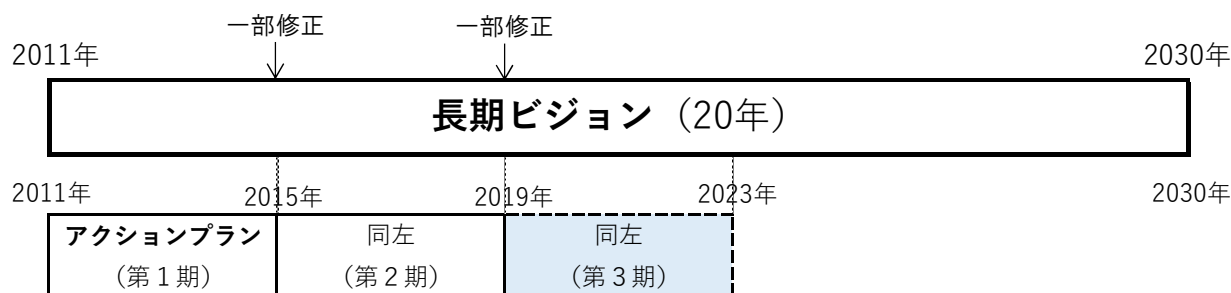 一部修正 一部修正
2011年 2030年
長期ビジョン（20年）
2011年 2015年 2019年 2023年 2030年
アクションプラン 同左 同左
（第１期） （第２期） （第３期）